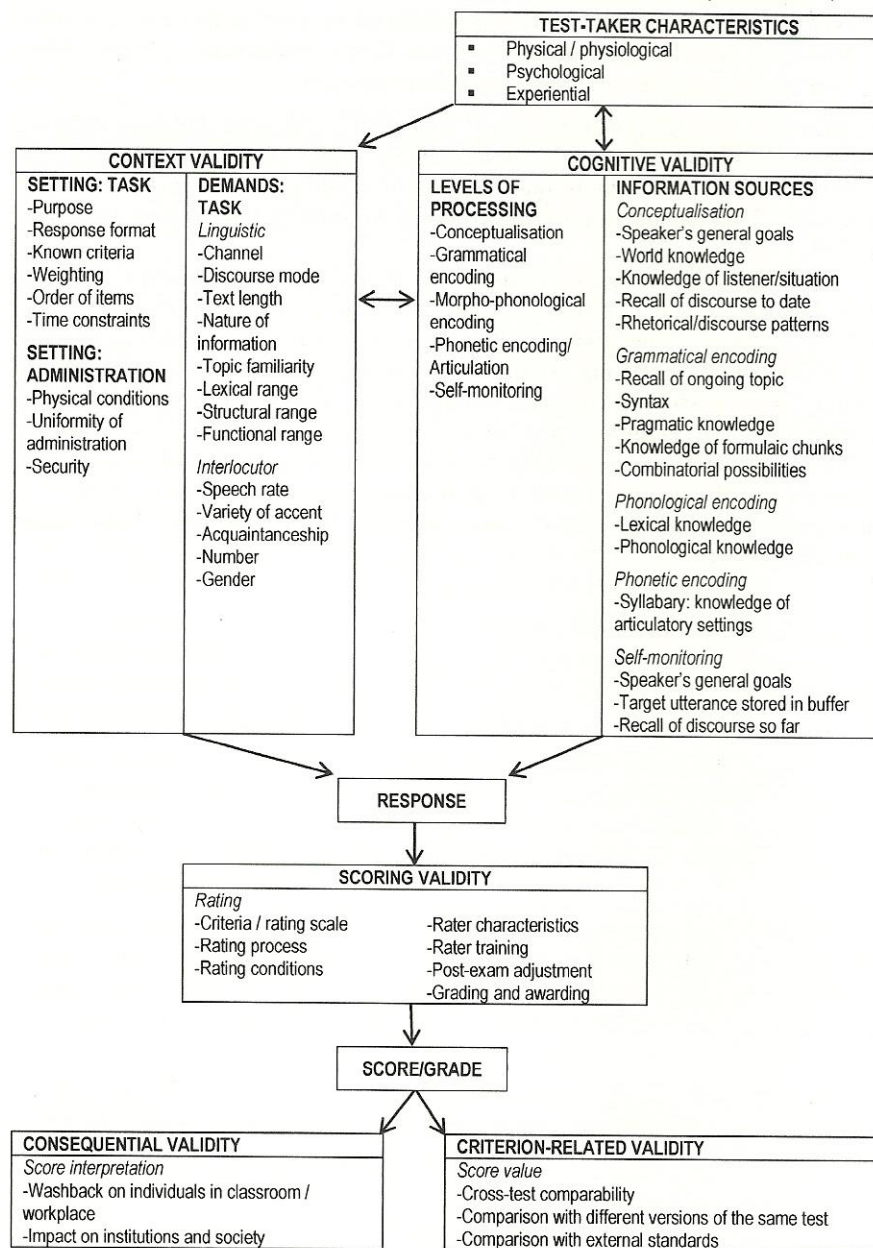 TEST-TAKER CHARACTERISTICS
▪ Physical / physiological
▪ Psychological
▪ Experiential
CONTEXT VALIDITY
SETTING: TASK
-Purpose
-Response format
-Known criteria
-Weighting
-Order of items
-Time constraints
SETTING:
ADMINISTRATION
-Physical conditions
-Uniformity of
administration
-Security
DEMANDS:
TASK
Linguistic
-Channel
-Discourse mode
-Text length
-Nature of
information
-Topic familiarity
-Lexical range
-Structural range
-Functional range
Interlocutor
-Speech rate
-Variety of accent
-Acquaintanceship
-Number
-Gender
COGNITIVE VALIDITY
LEVELS OF
PROCESSING
-Conceptualisation
-Grammatical
encoding
-Morpho-phonological
encoding
-Phonetic encoding/
Articulation
-Self-monitoring
INFORMATION SOURCES
Conceptualisation
-Speaker's general goals
-World knowledge
-Knowledge of listener/situation
-Recall of discourse to date
-Rhetorical/discourse patterns
Grammatical encoding
-Recall of ongoing topic
-Syntax
-Pragmatic knowledge
-Knowledge of formulaic chunks
-Combinatorial possibilities
Phonological encoding
-Lexical knowledge
-Phonological knowledge
Phonetic encoding
-Syllabary: knowledge of
articulatory settings
Self-monitoring
-Speaker's general goals
-Target utterance stored in buffer
-Recall of discourse so far
RESPONSE
SCORING VALIDITY
Rating
-Criteria / rating scale
-Rating process
-Rating conditions
-Rater characteristics
-Rater training
-Post-exam adjustment
-Grading and awarding
SCORE/GRADE
CONSEQUENTIAL VALIDITY
Score interpretation
-Washback on individuals in classroom /
workplace
-Impact on institutions and society
CRITERION-RELATED VALIDITY
Score value
-Cross-test comparability
-Comparison with different versions of the same test
-Comparison with external standards